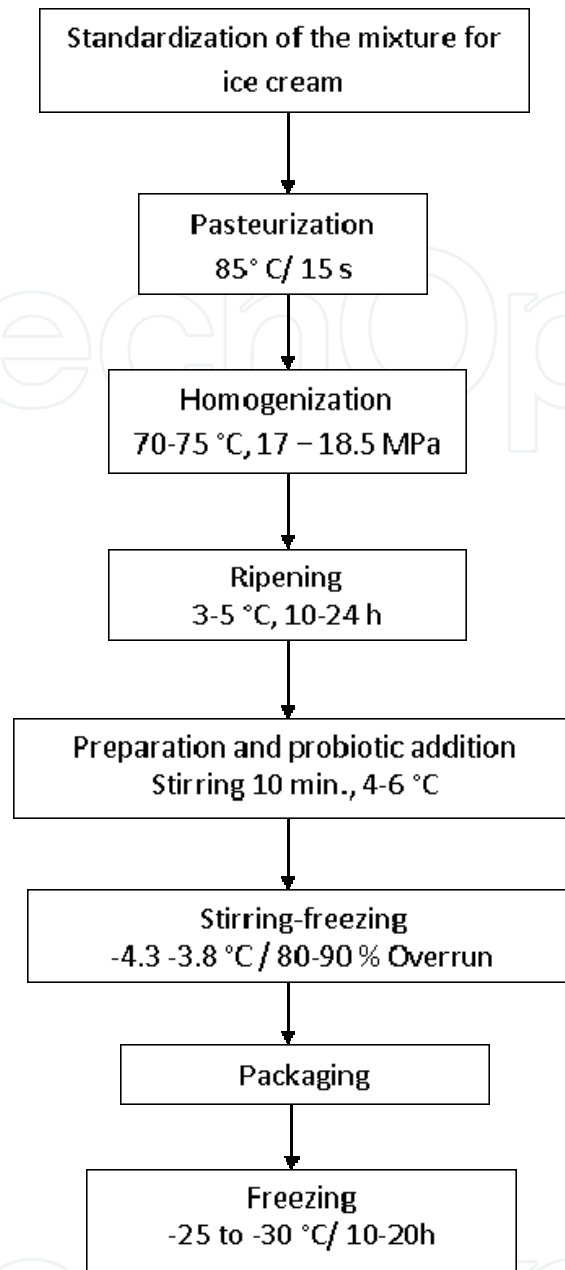 Standardization of the mixture for
ice cream
Pasteurization
85° C/ 15 s
Homogenization
70-75 °C, 17 – 18.5 MPa
Ripening
3-5 °C, 10-24 h
Preparation and probiotic addition
Stirring 10 min., 4-6 °C
Stirring-freezing
-4.3 -3.8 °C / 80-90 % Overrun
Packaging
Freezing
-25 to -30 °C/ 10-20h